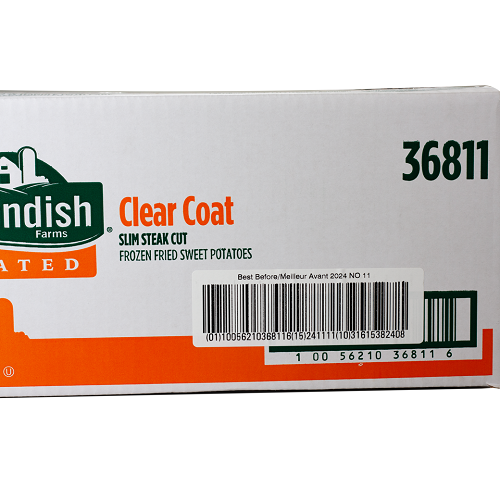 36811
ndish
Farms
®
ATED
Clear Coat
SLIM STEAK CUT
FROZEN FRIED SWEET POTATOES
Best Before/Meilleur Avant 2024 NO 11
(01)10056210368116(15)241111(10)31615382408
1 00 56210 36811 6
U